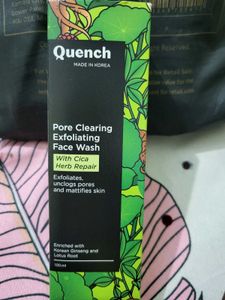 Quench
MADE IN KOREA
Pore Clearing
Exfoliating
Face Wash
With Cica
Herb Repair
Exfoliates,
unclogs pores
and mattifies skin
Enriched with
Korean Ginseng and
Lotus Root
100ml